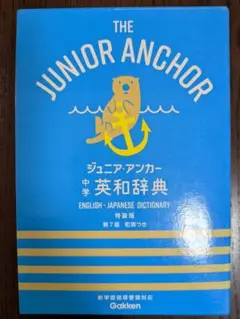 THE
JUNIOR ANCHOR
ジュニア・アンカー
中学 英和辞典
ENGLISH-JAPANESE DICTIONARY
特装版
第7版 和英つき
新学習指導要領対応
Gakken